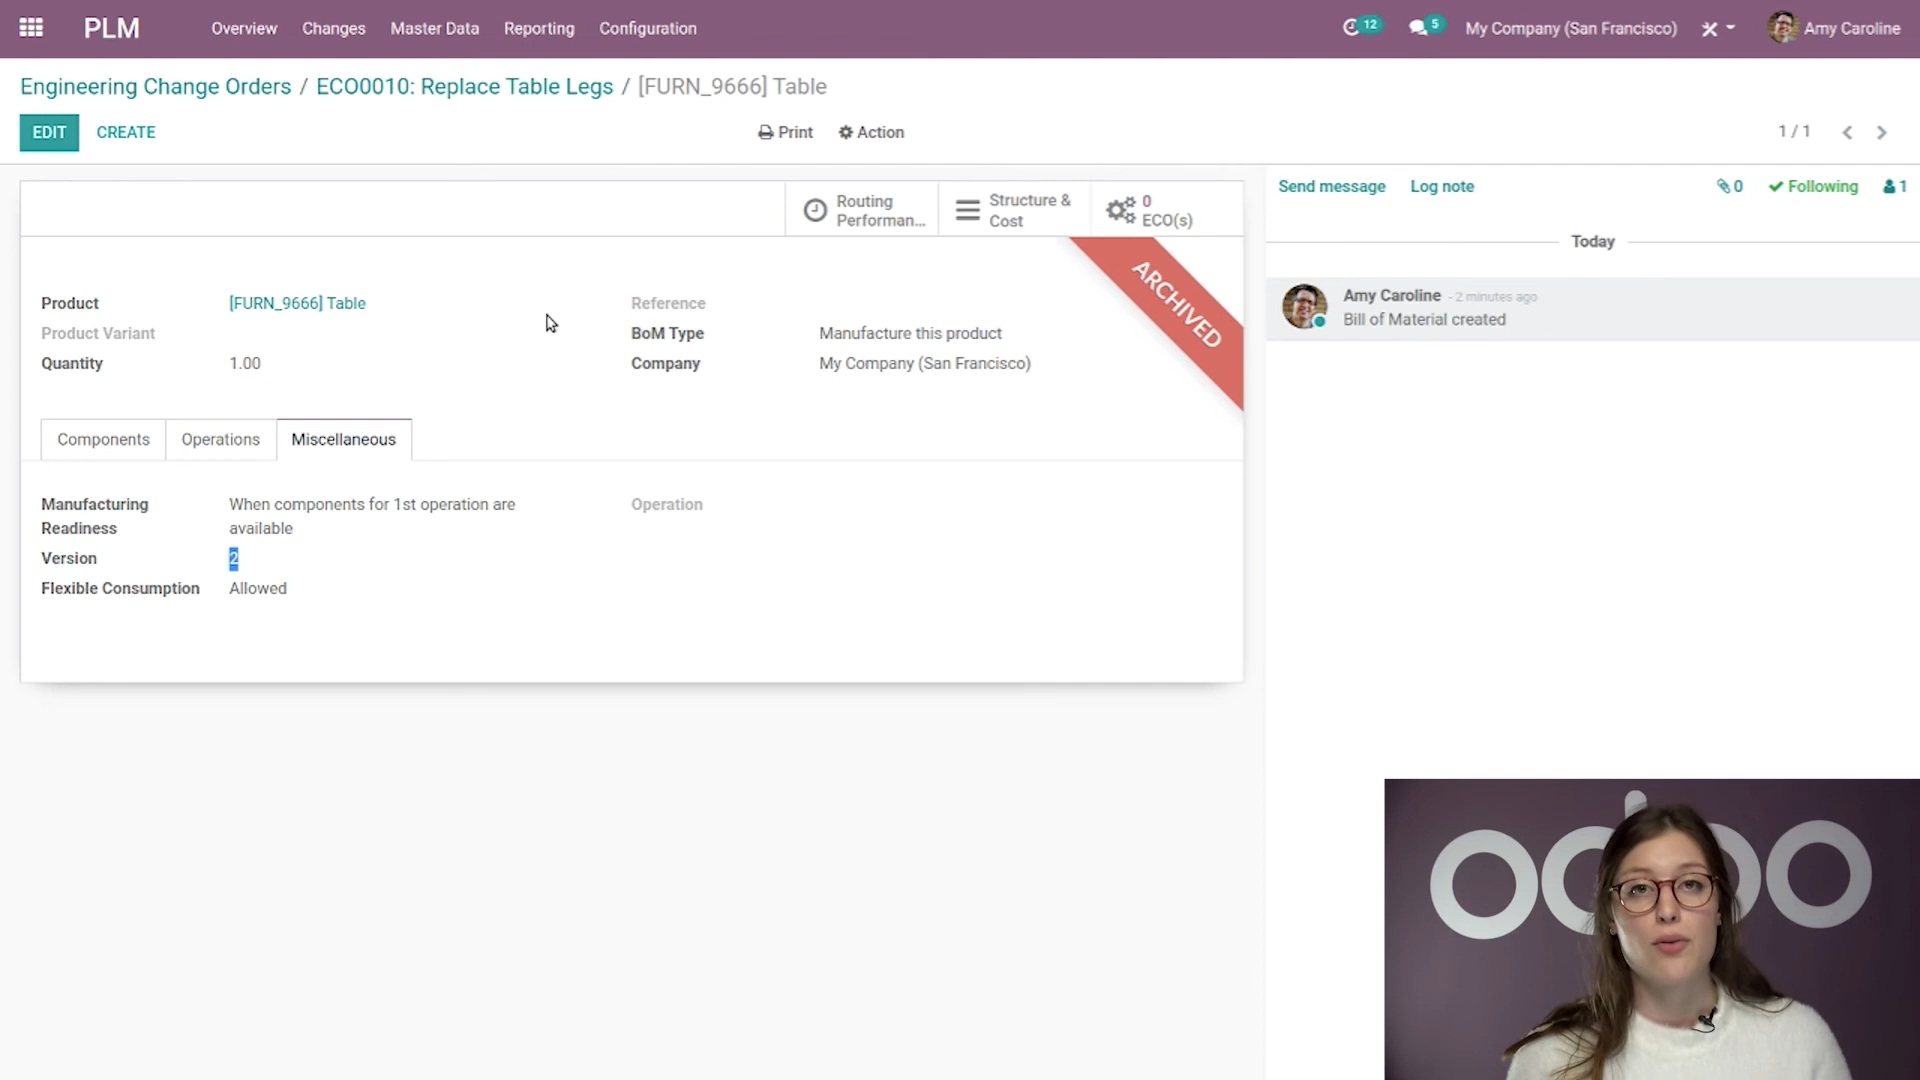 PLM Overview Changes Master Data Reporting Configuration 12 5 My Company (San Francisco) Amy Caroline
Engineering Change Orders / ECO0010: Replace Table Legs / [FURN_9666] Table
EDIT CREATE Print Action 1 / 1
Routing
Performan...
Structure &
Cost
0
ECO(s)
ARCHIVED
Product [FURN_9666] Table
Product Variant
Quantity 1.00
Reference
BoM Type Manufacture this product
Company My Company (San Francisco)
Components Operations Miscellaneous
Manufacturing
Readiness
When components for 1st operation are
available
Version 2
Flexible Consumption Allowed
Operation
Send message Log note 0 Following 1
Today
Amy Caroline - 2 minutes ago
Bill of Material created
odoo